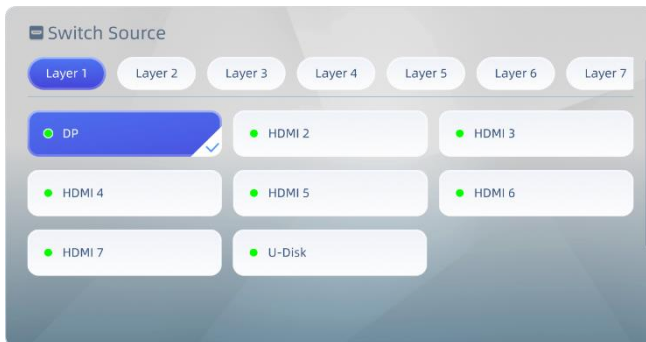 Switch Source
Layer 1 Layer 2 Layer 3 Layer 4 Layer 5 Layer 6 Layer 7
DP HDMI 2 HDMI 3
HDMI 4 HDMI 5 HDMI 6
HDMI 7 U-Disk